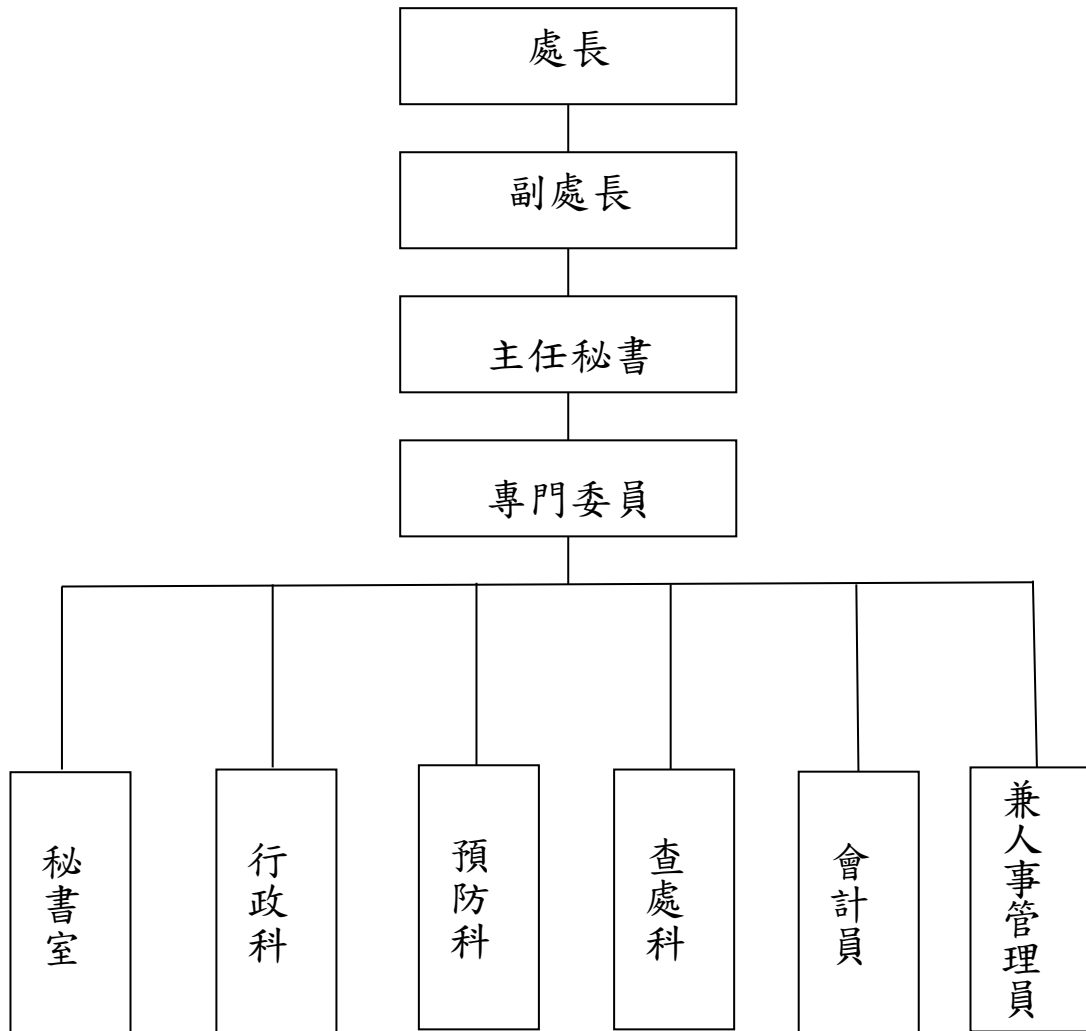 處長
副處長
主任秘書
專門委員
秘書室
行政科
預防科
查處科
會計員
兼人事管理員